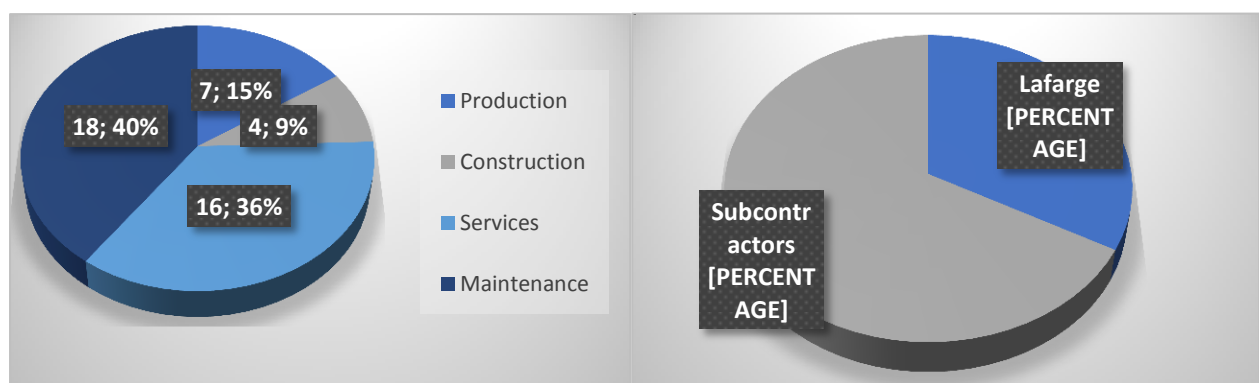 7; 15%
4; 9%
18; 40%
16; 36%
Production
Construction
Services
Maintenance
Lafarge
[PERCENT
AGE]
Subcontr
actors
[PERCENT
AGE]